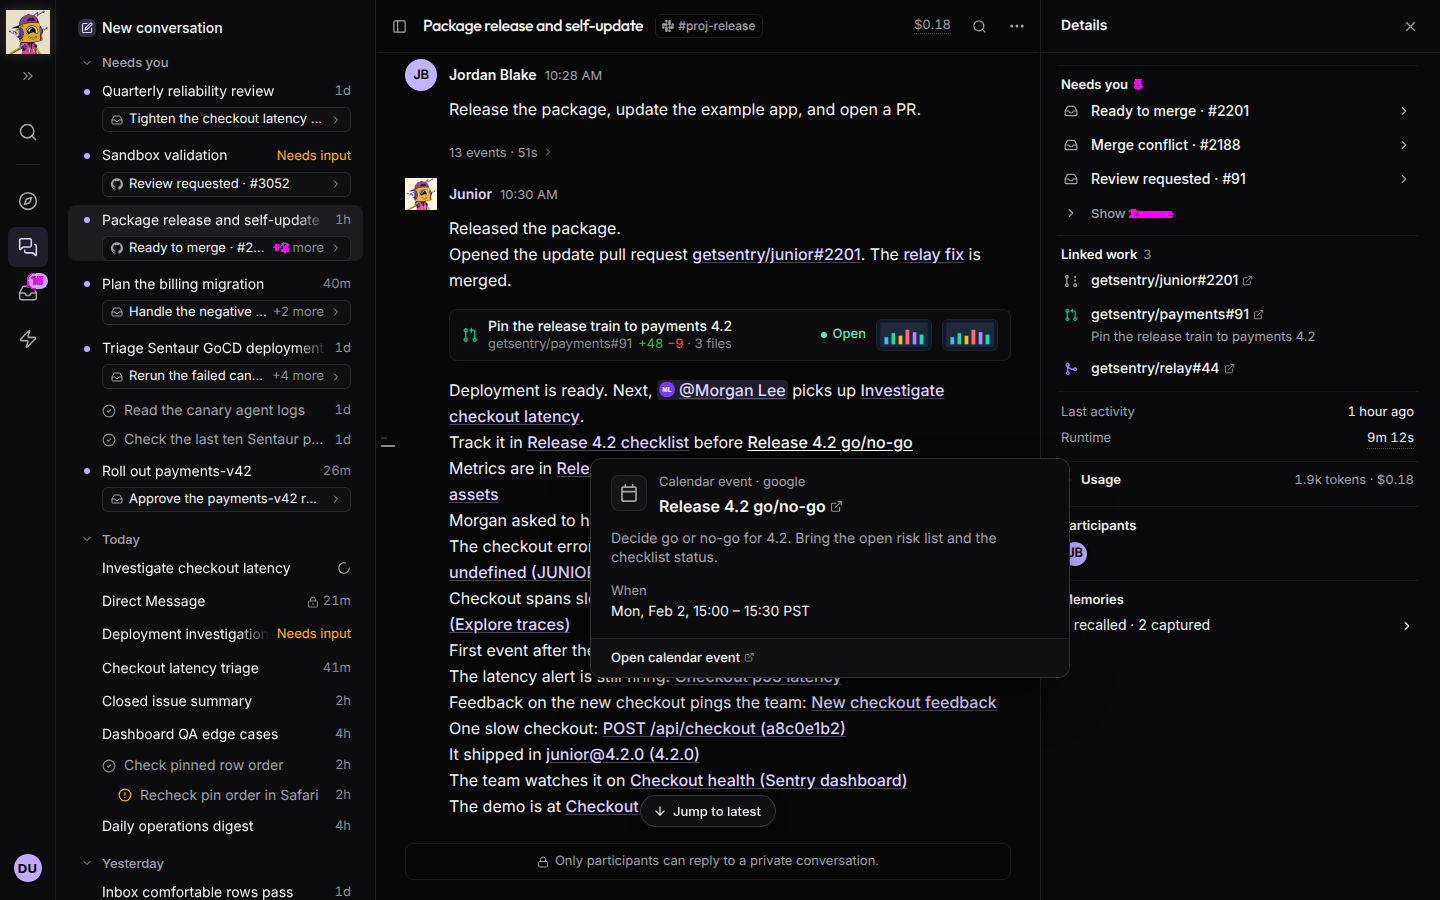 New conversation
Needs you
Quarterly reliability review 1d
Tighten the checkout latency ...
Sandbox validation Needs input
Review requested · #3052
Package release and self-update 1h
Ready to merge · #2... more
Plan the billing migration 40m
Handle the negative ... +2 more
Triage Sentaur GoCD deployment 1d
Rerun the failed can... +4 more
Read the canary agent logs 1d
Check the last ten Sentaur p... 1d
Roll out payments-v42 26m
Approve the payments-v42 r...
Today
Investigate checkout latency
Direct Message 21m
Deployment investigation Needs input
Checkout latency triage 41m
Closed issue summary 2h
Dashboard QA edge cases 4h
Check pinned row order 2h
Recheck pin order in Safari 2h
Daily operations digest 4h
Yesterday
Inbox comfortable rows pass 1d
DU
Package release and self-update #proj-release $0.18
JB Jordan Blake 10:28 AM
Release the package, update the example app, and open a PR.
13 events · 51s
Junior 10:30 AM
Released the package.
Opened the update pull request getsentry/junior#2201. The relay fix is
merged.
Pin the release train to payments 4.2
getsentry/payments#91 +48 −9 · 3 files
Open
Deployment is ready. Next, ML @Morgan Lee picks up Investigate
checkout latency.
Track it in Release 4.2 checklist before Release 4.2 go/no-go
Metrics are in Rele
assets
Morgan asked to h
The checkout error
undefined (JUNIOR
Checkout spans slo
(Explore traces)
First event after the
The latency alert is still firing: Checkout p95 latency
Feedback on the new checkout pings the team: New checkout feedback
One slow checkout: POST /api/checkout (a8c0e1b2)
It shipped in junior@4.2.0 (4.2.0)
The team watches it on Checkout health (Sentry dashboard)
The demo is at Checkout
Jump to latest
Only participants can reply to a private conversation.
Calendar event · google
Release 4.2 go/no-go
Decide go or no-go for 4.2. Bring the open risk list and the
checklist status.
When
Mon, Feb 2, 15:00 – 15:30 PST
Open calendar event
Details
Needs you
Ready to merge · #2201
Merge conflict · #2188
Review requested · #91
Show
Linked work 3
getsentry/junior#2201
getsentry/payments#91
Pin the release train to payments 4.2
getsentry/relay#44
Last activity 1 hour ago
Runtime 9m 12s
Usage 1.9k tokens · $0.18
articipants
JB
emories
recalled · 2 captured